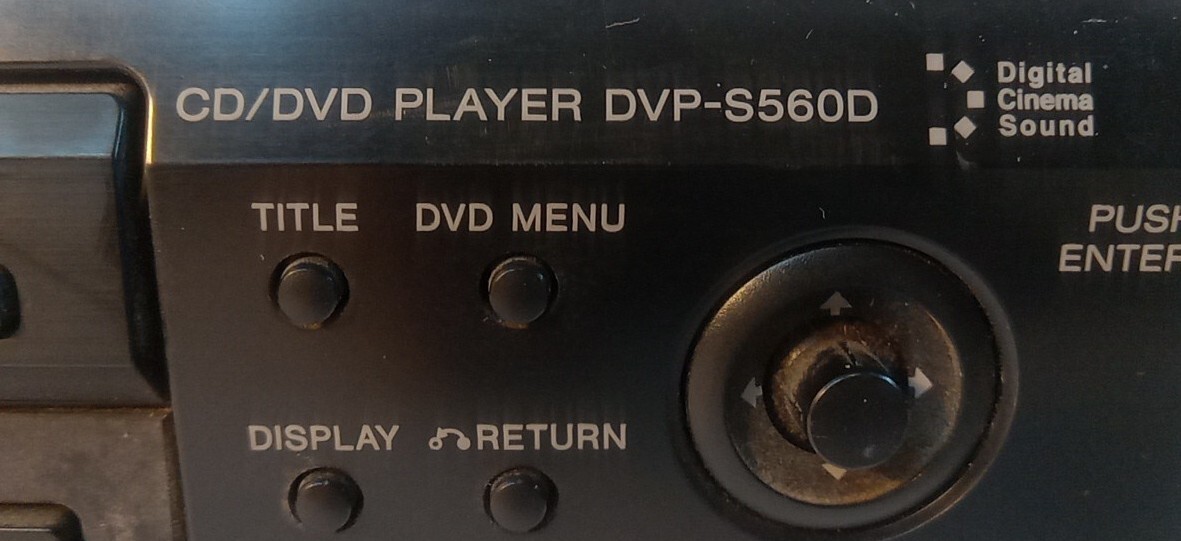 CD/DVD PLAYER DVP-S560D
Digital
Cinema
Sound
TITLE
DVD MENU
PUSH
ENTER
DISPLAY
RETURN